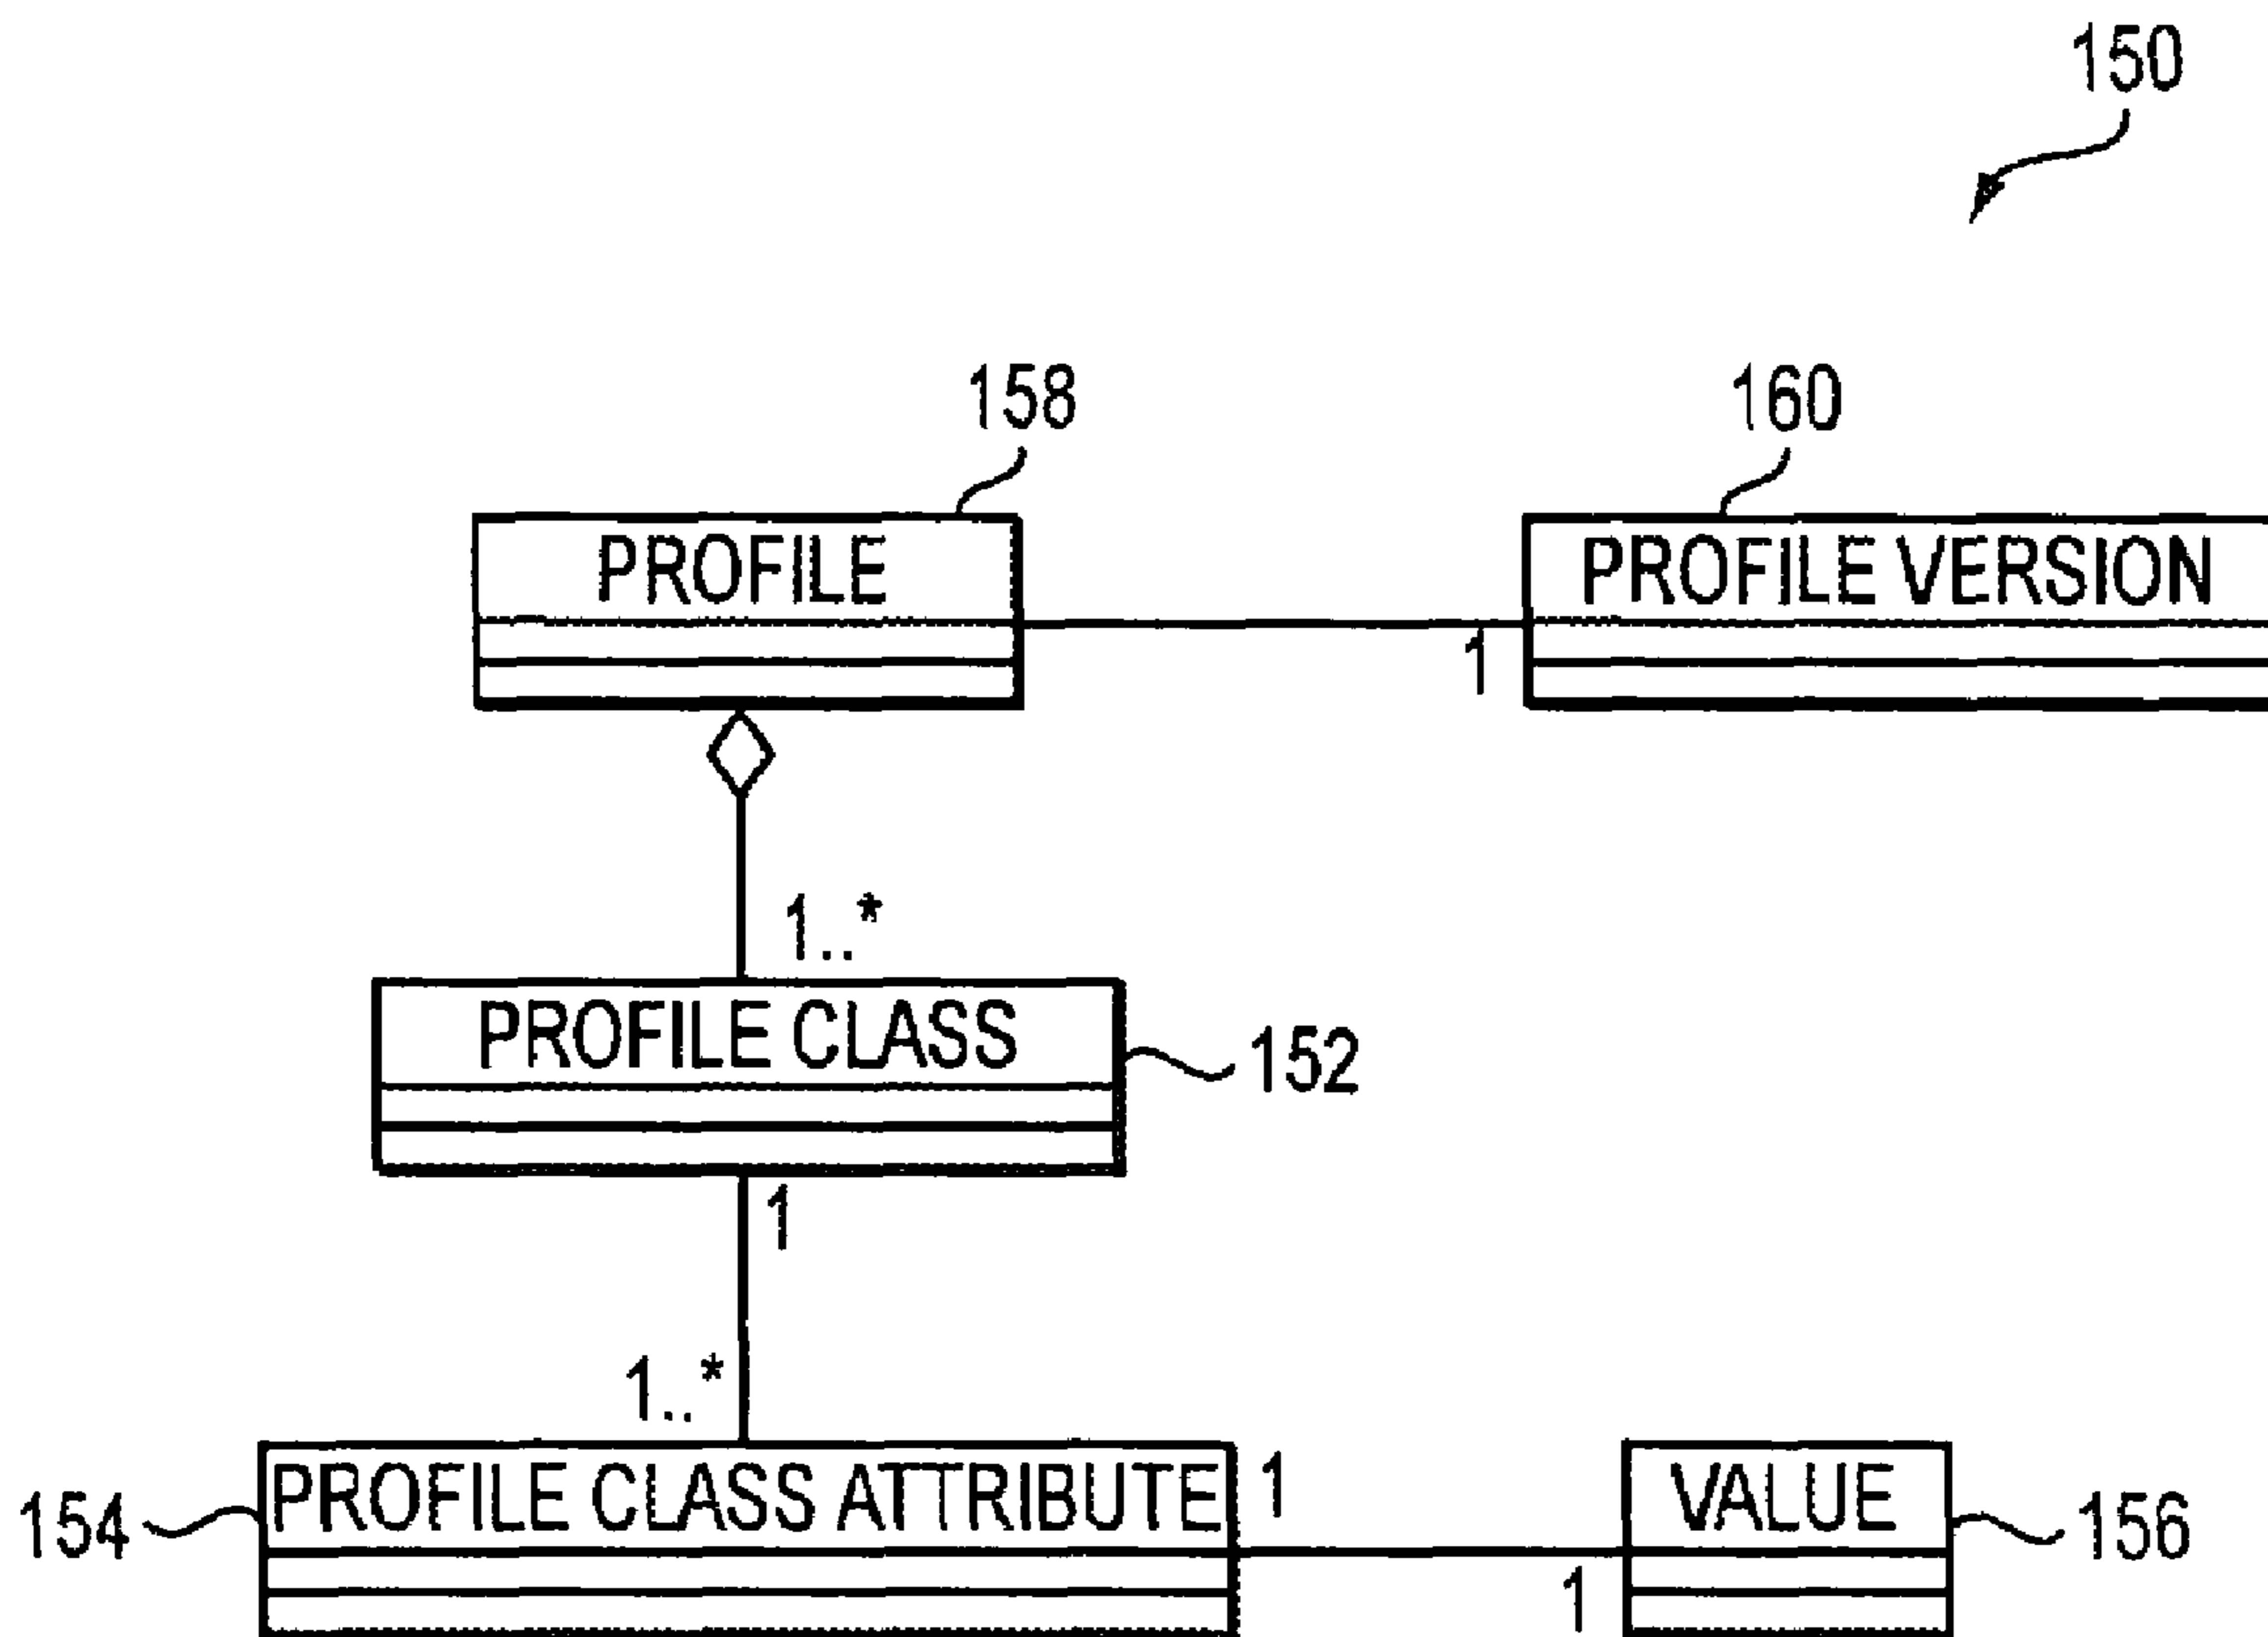 150
158
160
PROFILE
PROFILE VERSION
1
1..*
PROFILE CLASS
152
1
1..*
PROFILE CLASS ATTRIBUTE
1
VALUE
154
156
1